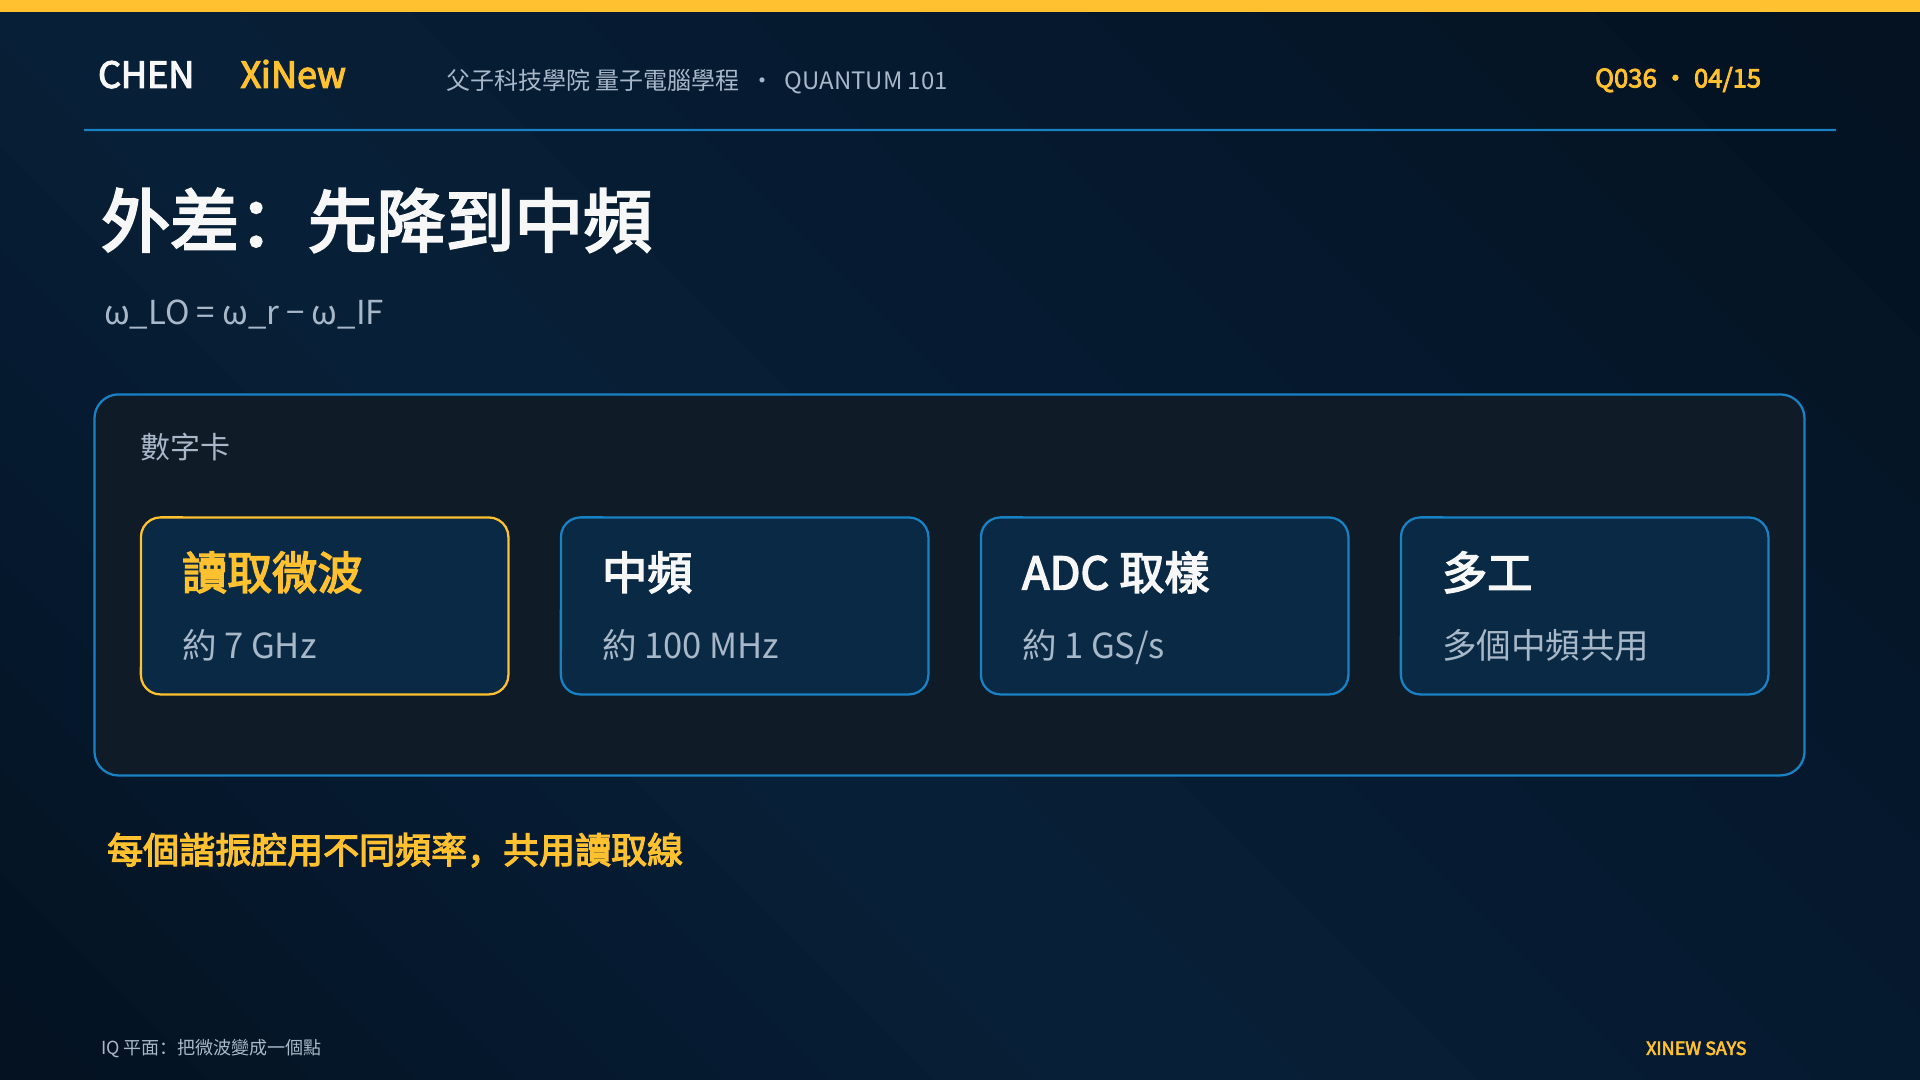 CHEN XiNew 父子科技學院 量子電腦學程 · QUANTUM 101 Q036 · 04/15
外差：先降到中頻
ω_LO = ω_r − ω_IF
數字卡
讀取微波 中頻 ADC 取樣 多工
約 7 GHz 約 100 MHz 約 1 GS/s 多個中頻共用
每個諧振腔用不同頻率，共用讀取線
IQ 平面：把微波變成一個點 XINEW SAYS